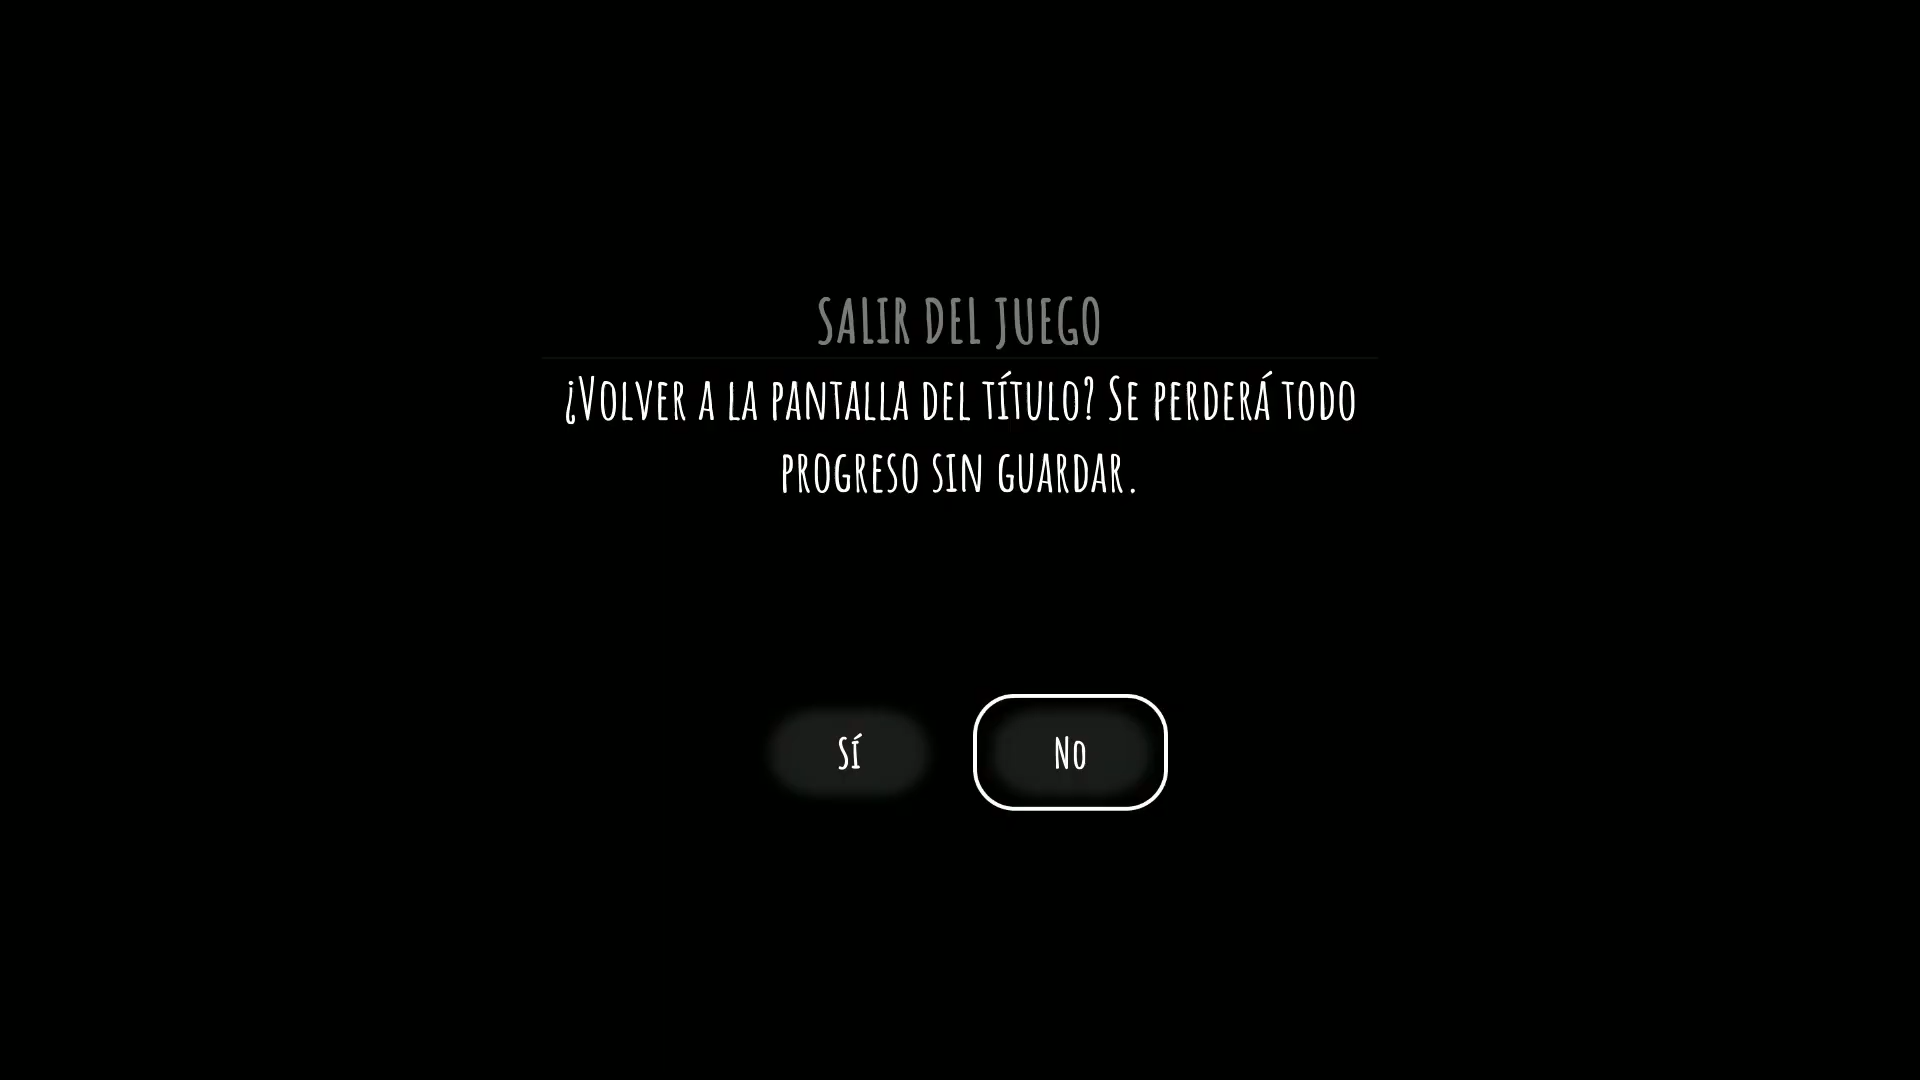 SALIR DEL JUEGO
¿Volver a la pantalla del título? Se perderá todo
progreso sin guardar.
Sí
No